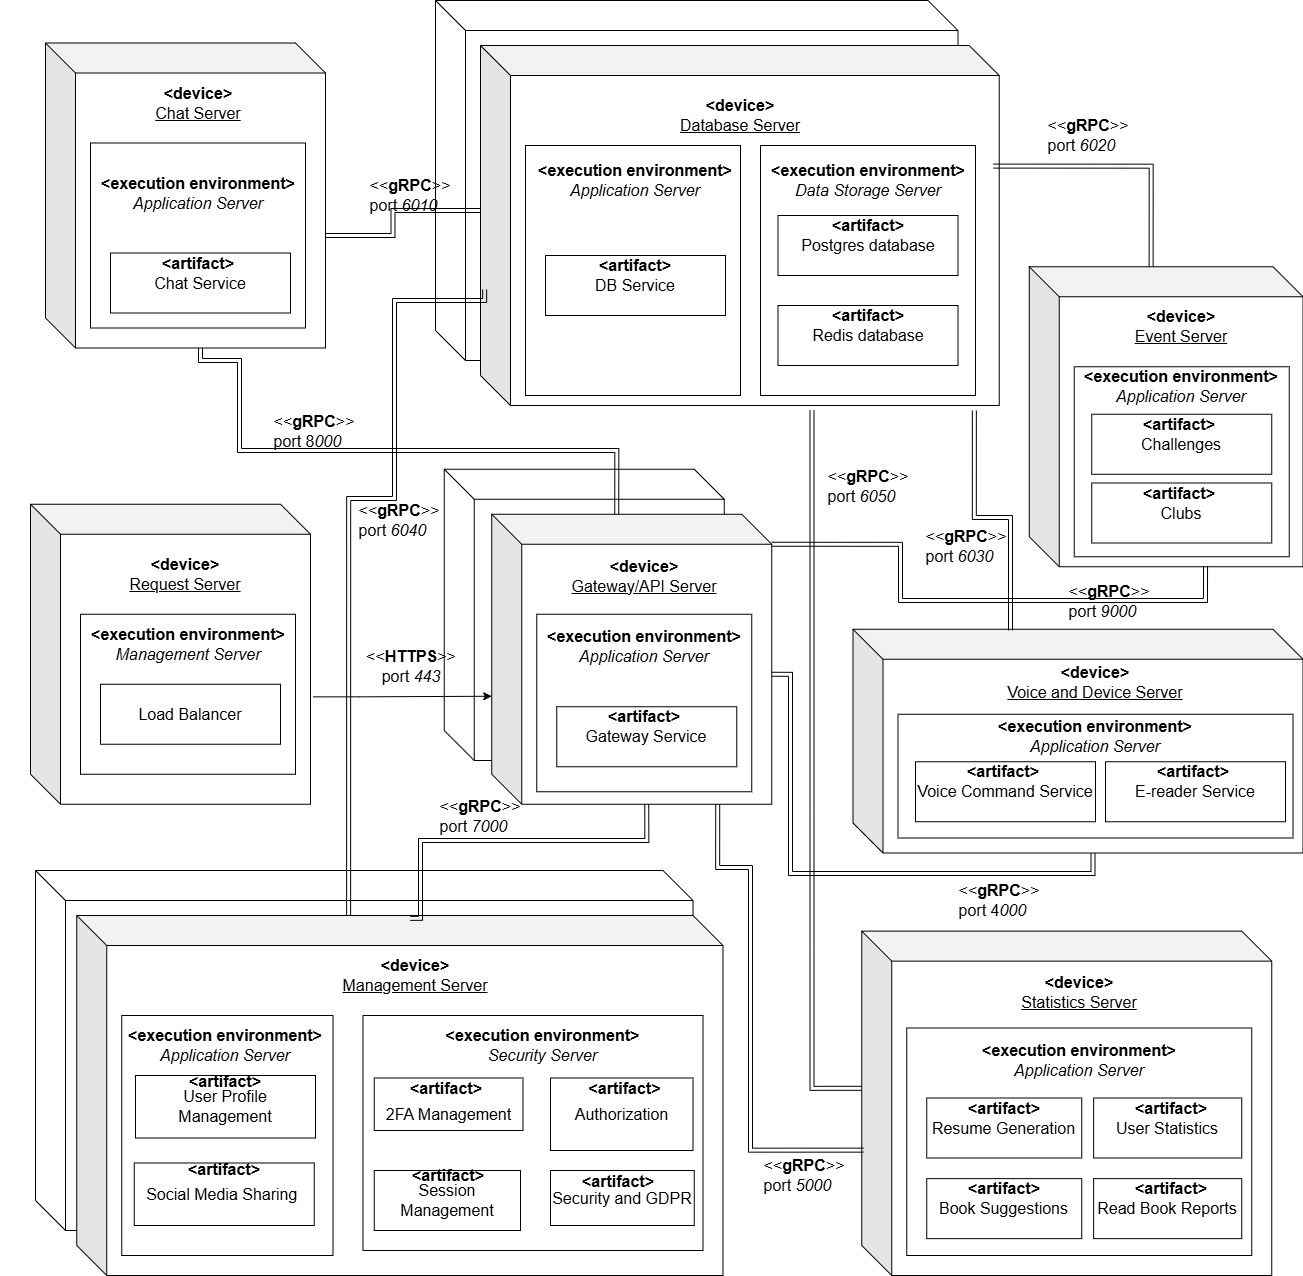 <device>
Chat Server
<execution environment>
Application Server
<artifact>
Chat Service
<<gRPC>>
port 6010
<device>
Database Server
<execution environment>
Application Server
<artifact>
DB Service
<execution environment>
Data Storage Server
<artifact>
Postgres database
<artifact>
Redis database
<<gRPC>>
port 6020
<device>
Event Server
<execution environment>
Application Server
<artifact>
Challenges
<artifact>
Clubs
<<gRPC>>
port 8000
<<gRPC>>
port 6040
<<gRPC>>
port 6050
<<gRPC>>
port 6030
<<gRPC>>
port 9000
<device>
Request Server
<execution environment>
Management Server
Load Balancer
<<HTTPS>>
port 443
<device>
Gateway/API Server
<execution environment>
Application Server
<artifact>
Gateway Service
<device>
Voice and Device Server
<execution environment>
Application Server
<artifact>
Voice Command Service
<artifact>
E-reader Service
<<gRPC>>
port 7000
<<gRPC>>
port 4000
<device>
Management Server
<execution environment>
Application Server
<artifact>
User Profile
Management
<artifact>
Social Media Sharing
<execution environment>
Security Server
<artifact>
2FA Management
<artifact>
Authorization
<artifact>
Session
Management
<artifact>
Security and GDPR
<<gRPC>>
port 5000
<device>
Statistics Server
<execution environment>
Application Server
<artifact>
Resume Generation
<artifact>
User Statistics
<artifact>
Book Suggestions
<artifact>
Read Book Reports